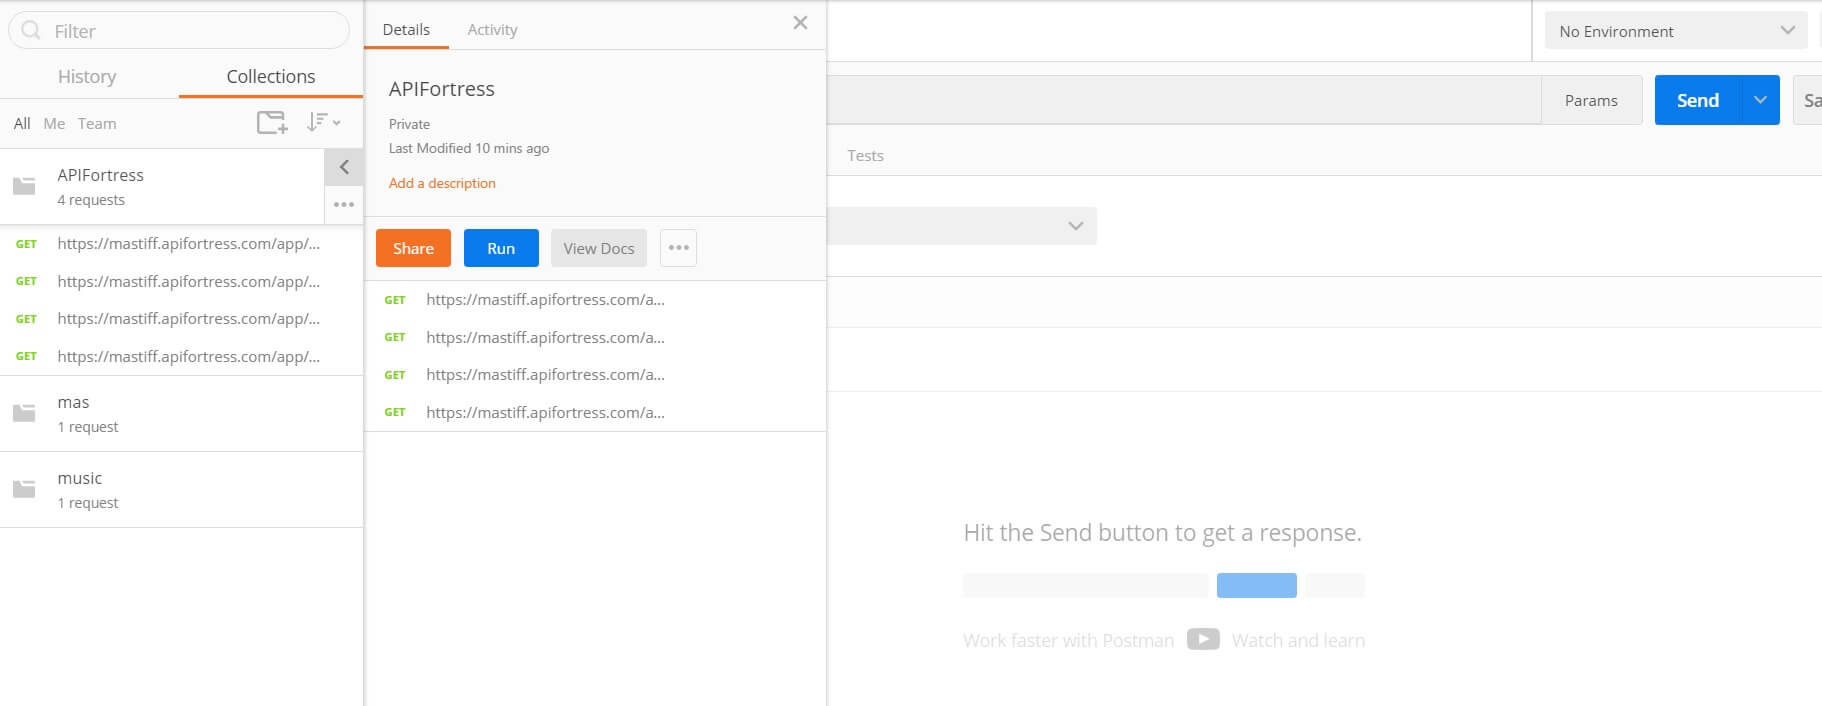 Filter
History Collections
All Me Team
APIFortress
4 requests
GET https://mastiff.apifortress.com/app/...
GET https://mastiff.apifortress.com/app/...
GET https://mastiff.apifortress.com/app/...
GET https://mastiff.apifortress.com/app/...
mas
1 request
music
1 request
Details Activity
APIFortress
Private
Last Modified 10 mins ago
Add a description
Share Run View Docs
GET https://mastiff.apifortress.com/a...
GET https://mastiff.apifortress.com/a...
GET https://mastiff.apifortress.com/a...
GET https://mastiff.apifortress.com/a...
No Environment
Params Send Sa
Tests
Hit the Send button to get a response.
Work faster with Postman Watch and learn